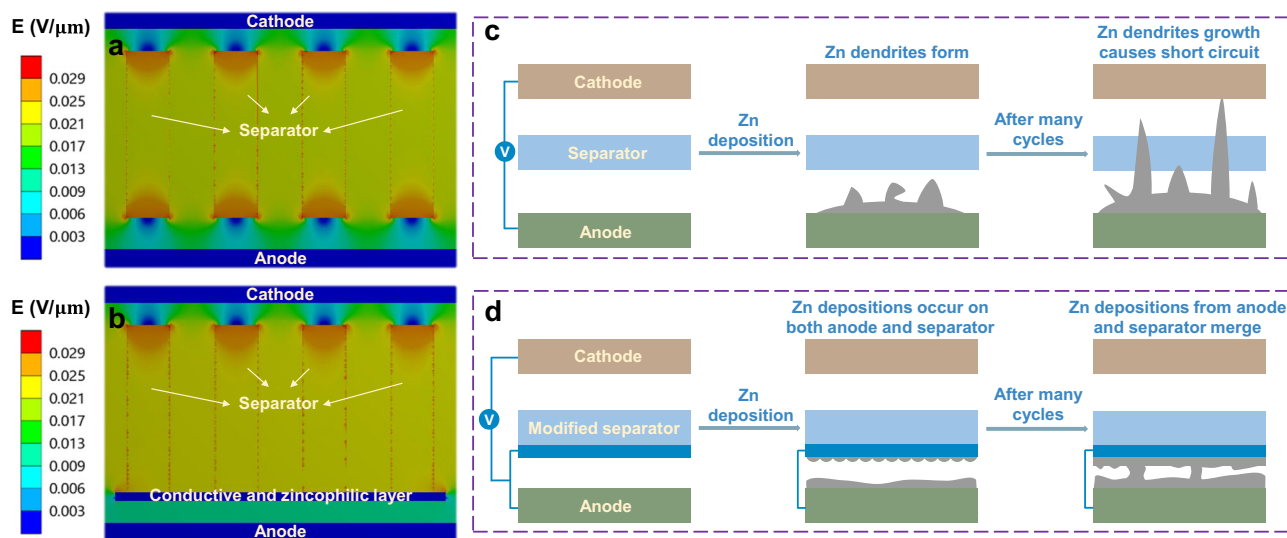 E (V/μm)
a
Cathode
0.029
0.025
0.021
0.017
0.013
0.009
0.006
0.003
Separator
Anode
c
Cathode
Separator
Anode
V
Zn
deposition
Zn dendrites form
After many
cycles
Zn dendrites growth
causes short circuit
E (V/μm)
b
Cathode
0.029
0.025
0.021
0.017
0.013
0.009
0.006
0.003
Separator
Conductive and zincophilic layer
Anode
d
Cathode
Modified separator
Anode
V
Zn
deposition
Zn depositions occur on
both anode and separator
After many
cycles
Zn depositions from anode
and separator merge